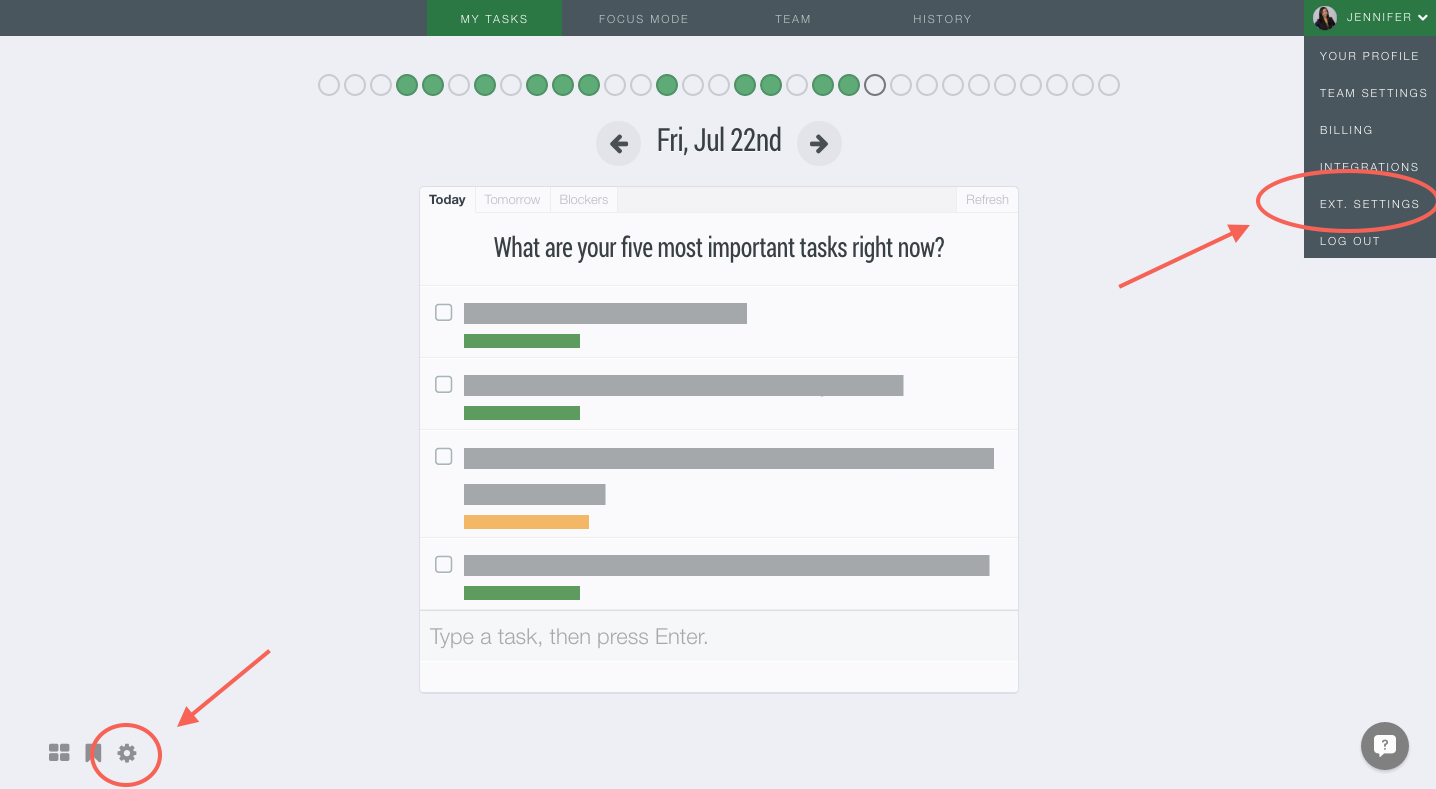 MY TASKS
FOCUS MODE
TEAM
HISTORY
JENNIFER
YOUR PROFILE
TEAM SETTINGS
BILLING
INTEGRATIONS
EXT. SETTINGS
LOG OUT
Fri, Jul 22nd
Today
Tomorrow
Blockers
Refresh
What are your five most important tasks right now?
Type a task, then press Enter.
?